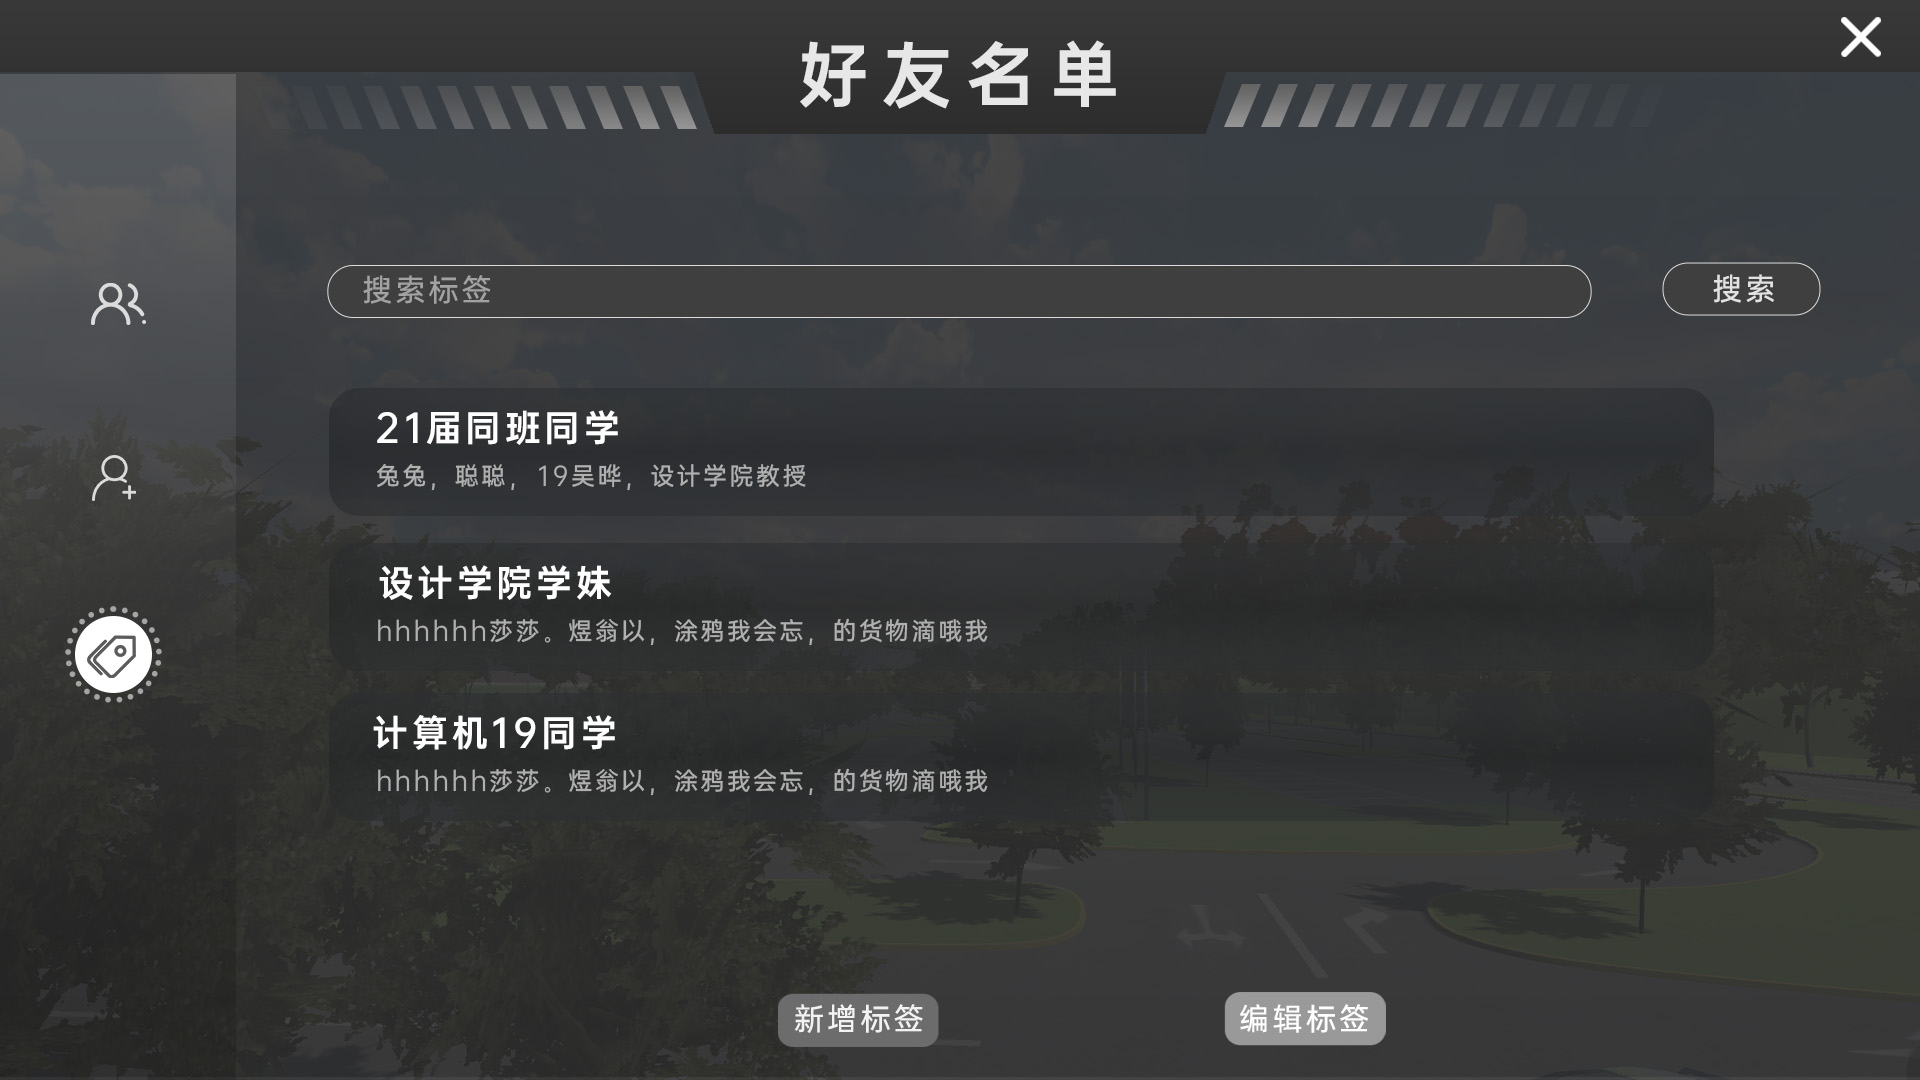 好友名单
搜索标签
搜索
21届同班同学
兔兔，聪聪，19吴晔，设计学院教授
设计学院学妹
hhhhhh莎莎。煜翁以，涂鸦我会忘，的货物滴哦我
计算机19同学
hhhhhh莎莎。煜翁以，涂鸦我会忘，的货物滴哦我
新增标签
编辑标签